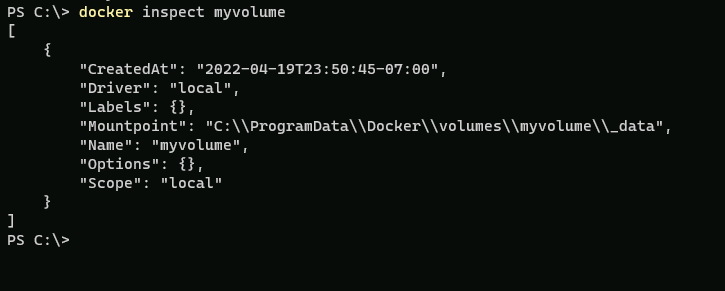 PS C:\> docker inspect myvolume
[
    {
        "CreatedAt": "2022-04-19T23:50:45-07:00",
        "Driver": "local",
        "Labels": {},
        "Mountpoint": "C:\\ProgramData\\Docker\\volumes\\myvolume\\_data",
        "Name": "myvolume",
        "Options": {},
        "Scope": "local"
    }
]
PS C:\>